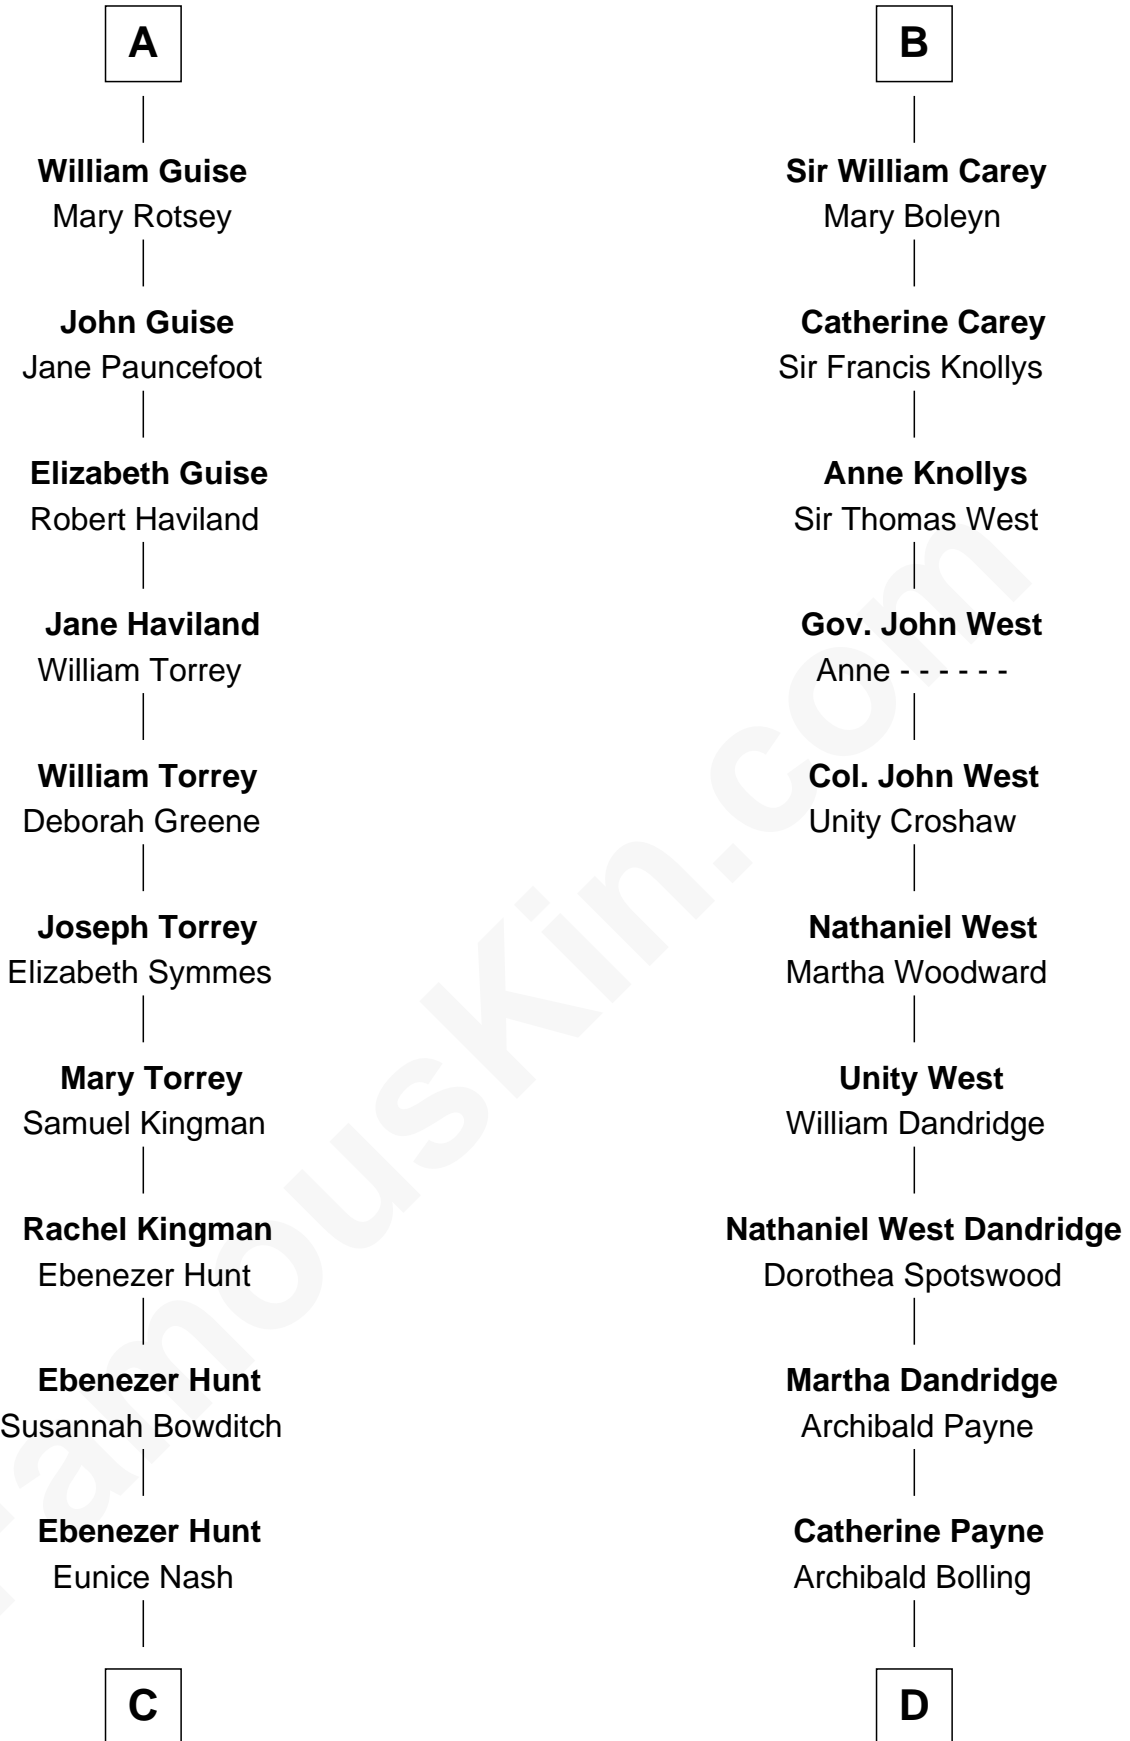 A
William Guise
Mary Rotsey
John Guise
Jane Pauncefoot
Elizabeth Guise
Robert Haviland
Jane Haviland
William Torrey
William Torrey
Deborah Greene
Joseph Torrey
Elizabeth Symmes
Mary Torrey
Samuel Kingman
Rachel Kingman
Ebenezer Hunt
Ebenezer Hunt
Susannah Bowditch
Ebenezer Hunt
Eunice Nash
C
B
Sir William Carey
Mary Boleyn
Catherine Carey
Sir Francis Knollys
Anne Knollys
Sir Thomas West
Gov. John West
Anne - - - - - -
Col. John West
Unity Croshaw
Nathaniel West
Martha Woodward
Unity West
William Dandridge
Nathaniel West Dandridge
Dorothea Spotswood
Martha Dandridge
Archibald Payne
Catherine Payne
Archibald Bolling
D
FamousKin.com